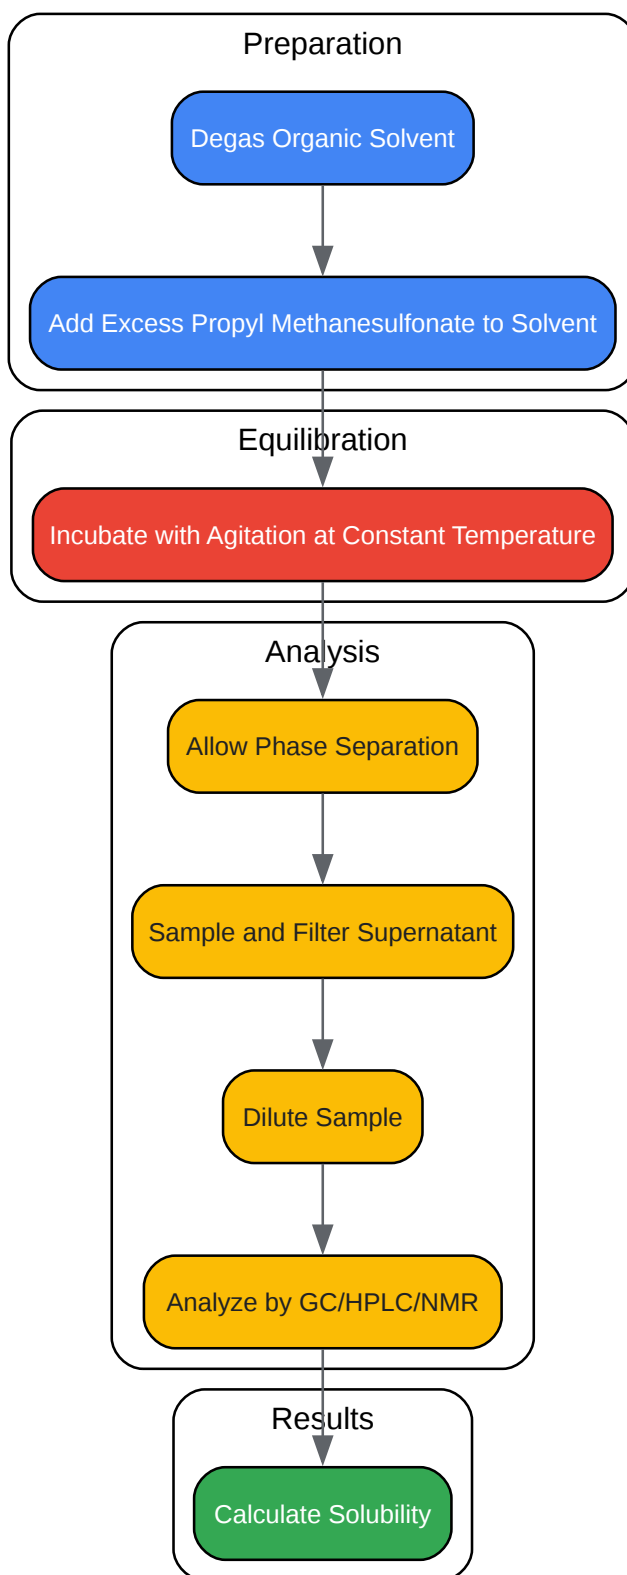 Preparation
Degas Organic Solvent
Add Excess Propyl Methanesulfonate to Solvent
Equilibration
Incubate with Agitation at Constant Temperature
Analysis
Allow Phase Separation
Sample and Filter Supernatant
Dilute Sample
Analyze by GC/HPLC/NMR
Results
Calculate Solubility